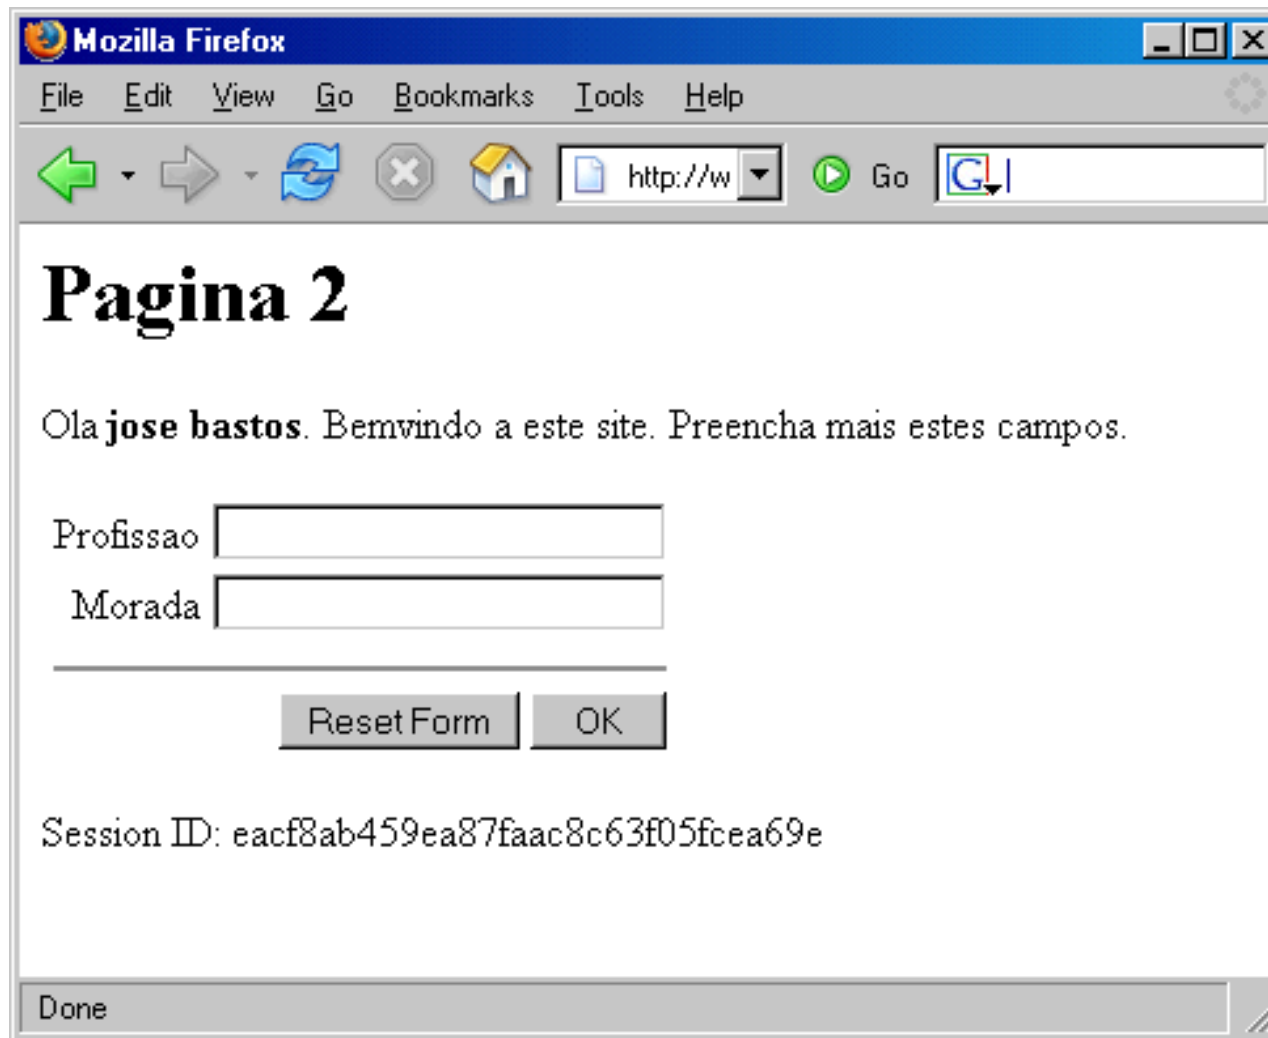 Mozilla Firefox
File Edit View Go Bookmarks Tools Help
http://w Go G
Pagina 2
Ola jose bastos. Bemvindo a este site. Preencha mais estes campos.
Profissao
Morada
Reset Form OK
Session ID: eacf8ab459ea87faac8c63f05fcea69e
Done